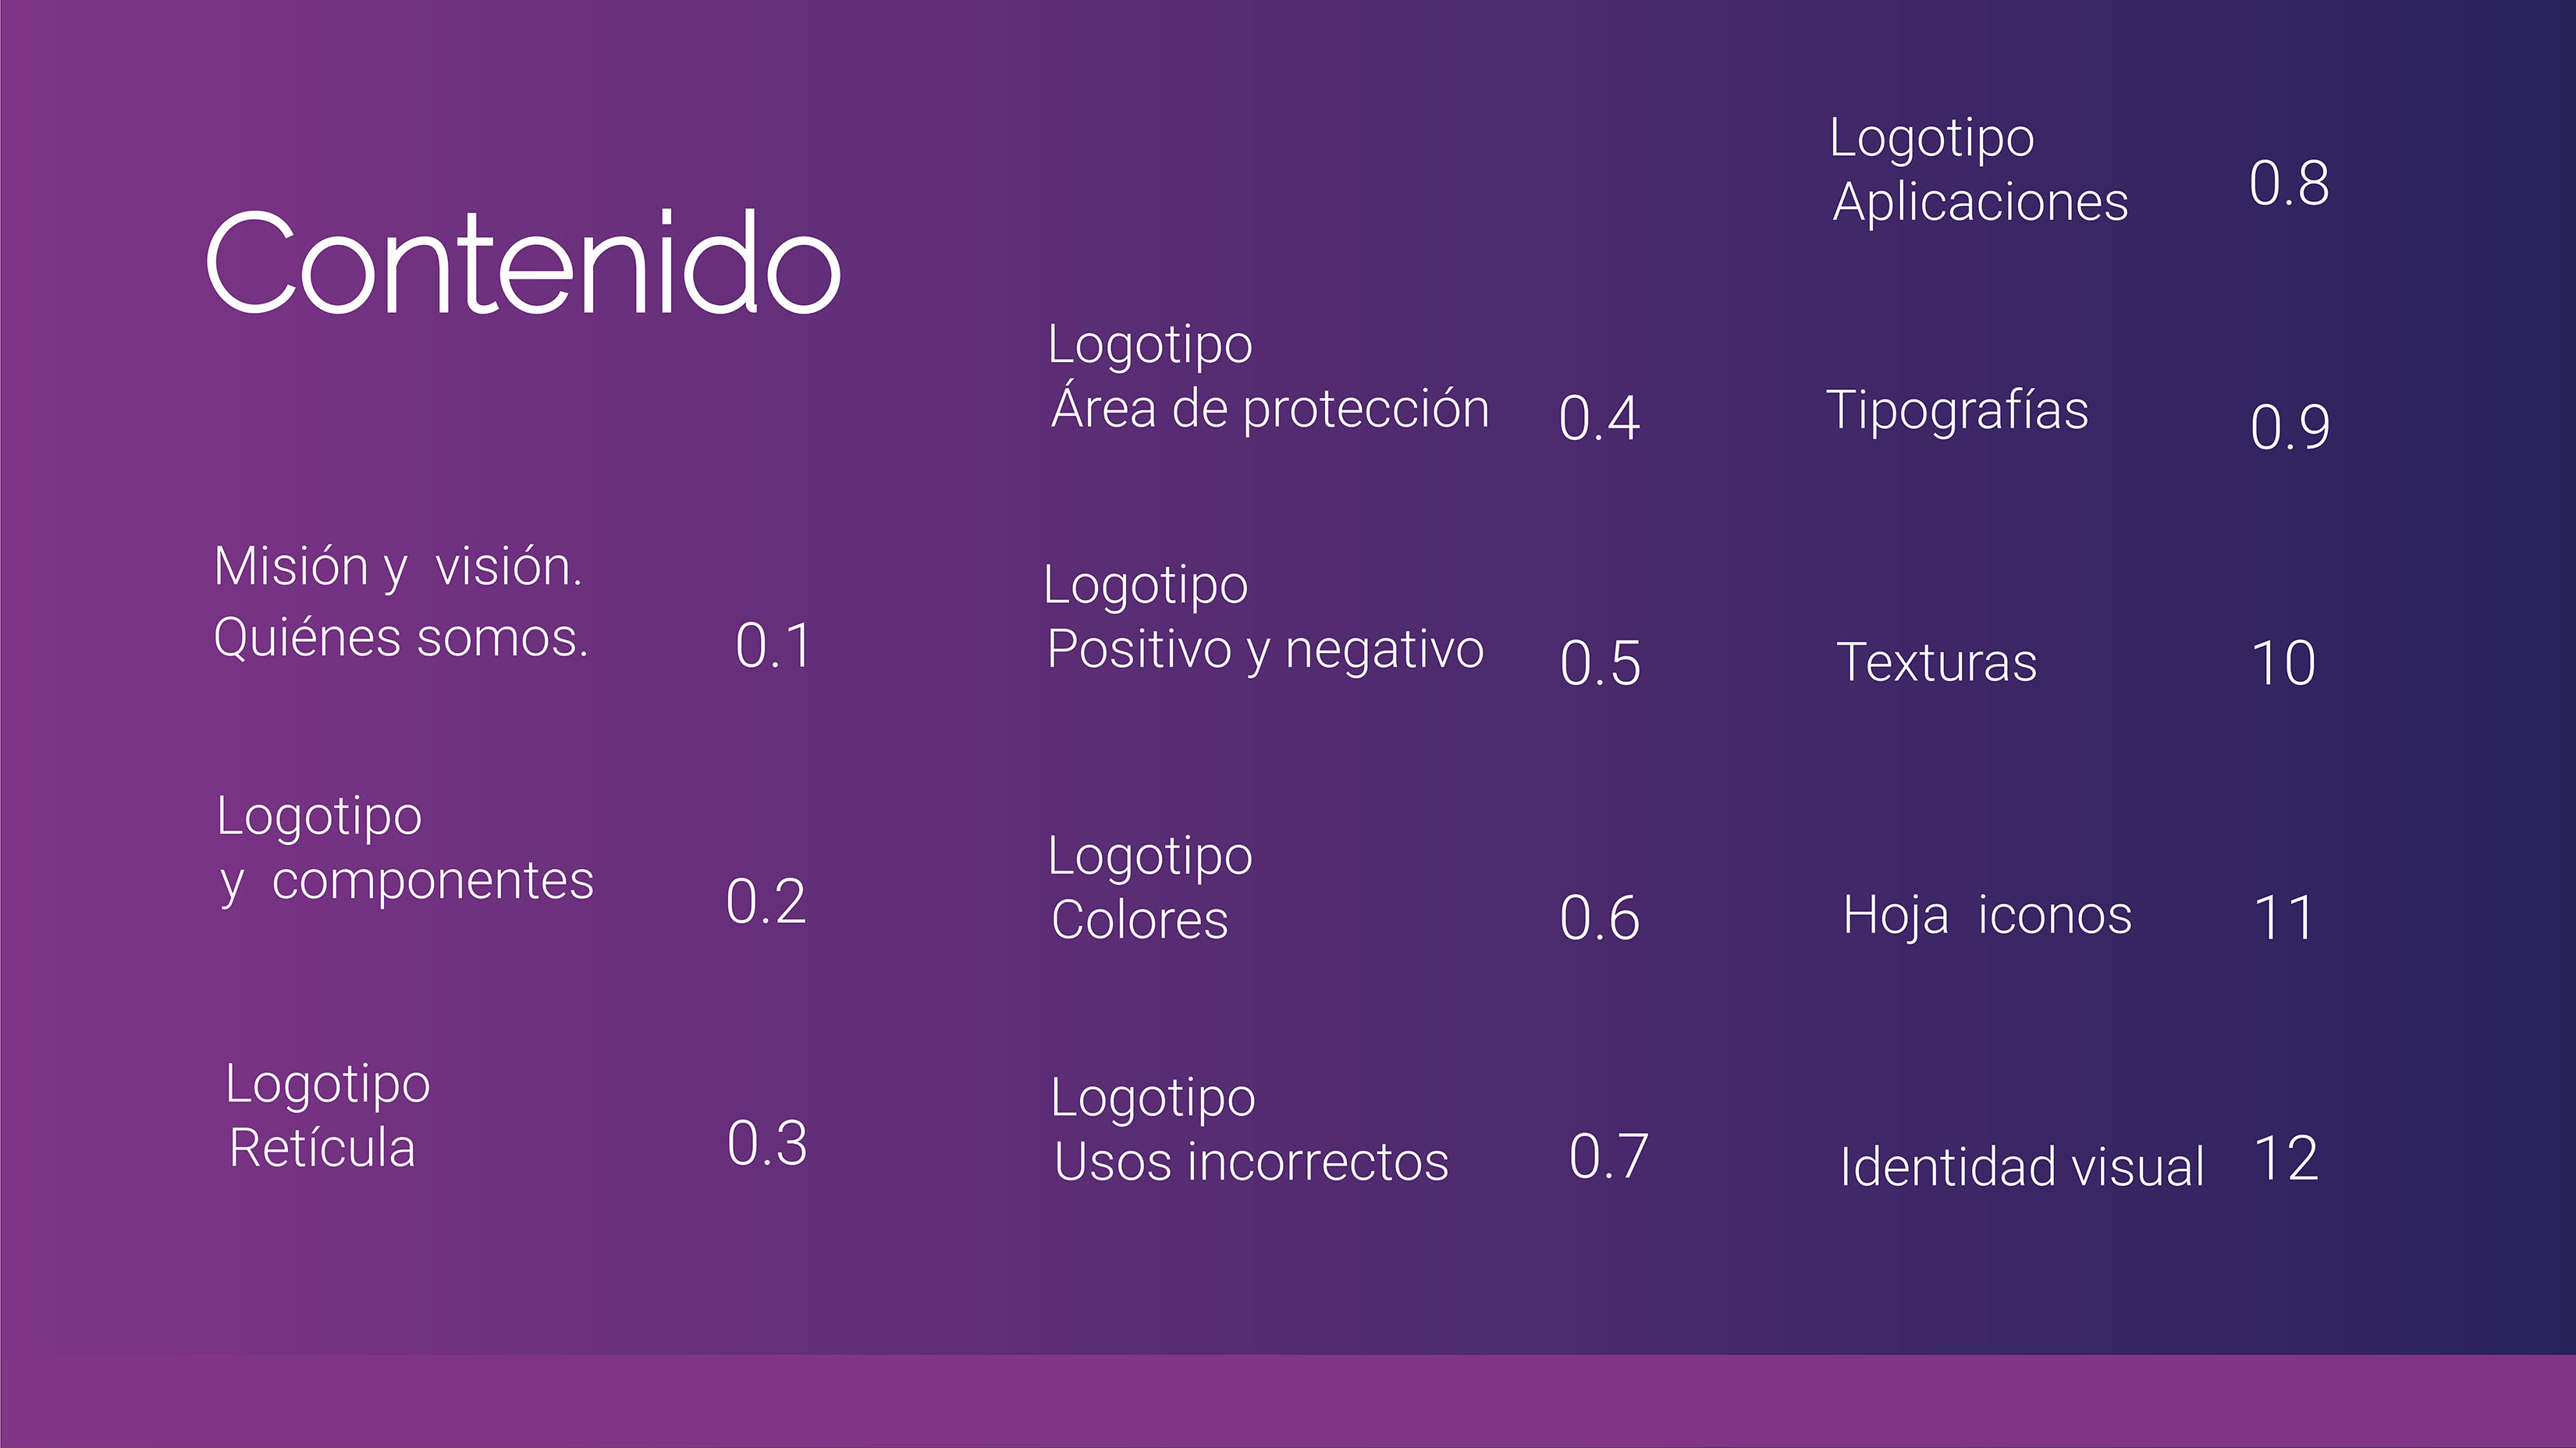 Contenido
Misión y visión.
Quiénes somos. 0.1
Logotipo
y componentes 0.2
Logotipo
Retícula 0.3
Logotipo
Área de protección 0.4
Logotipo
Positivo y negativo 0.5
Logotipo
Colores 0.6
Logotipo
Usos incorrectos 0.7
Logotipo
Aplicaciones 0.8
Tipografías 0.9
Texturas 10
Hoja iconos 11
Identidad visual 12